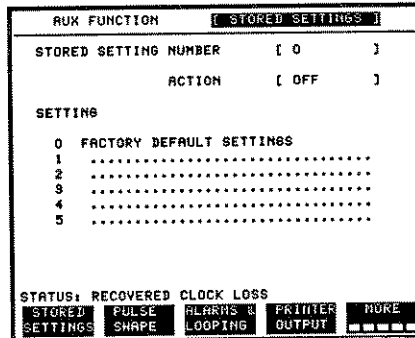 AUX FUNCTION [ STORED SETTINGS ]
STORED SETTING NUMBER [ 0 ]
ACTION [ OFF ]
SETTING
0 FACTORY DEFAULT SETTINGS
1 ................................
2 ................................
3 ................................
4 ................................
5 ................................
STATUS: RECOVERED CLOCK LOSS
STORED SETTINGS PULSE SHAPE ALARMS & LOOPING PRINTER OUTPUT MORE